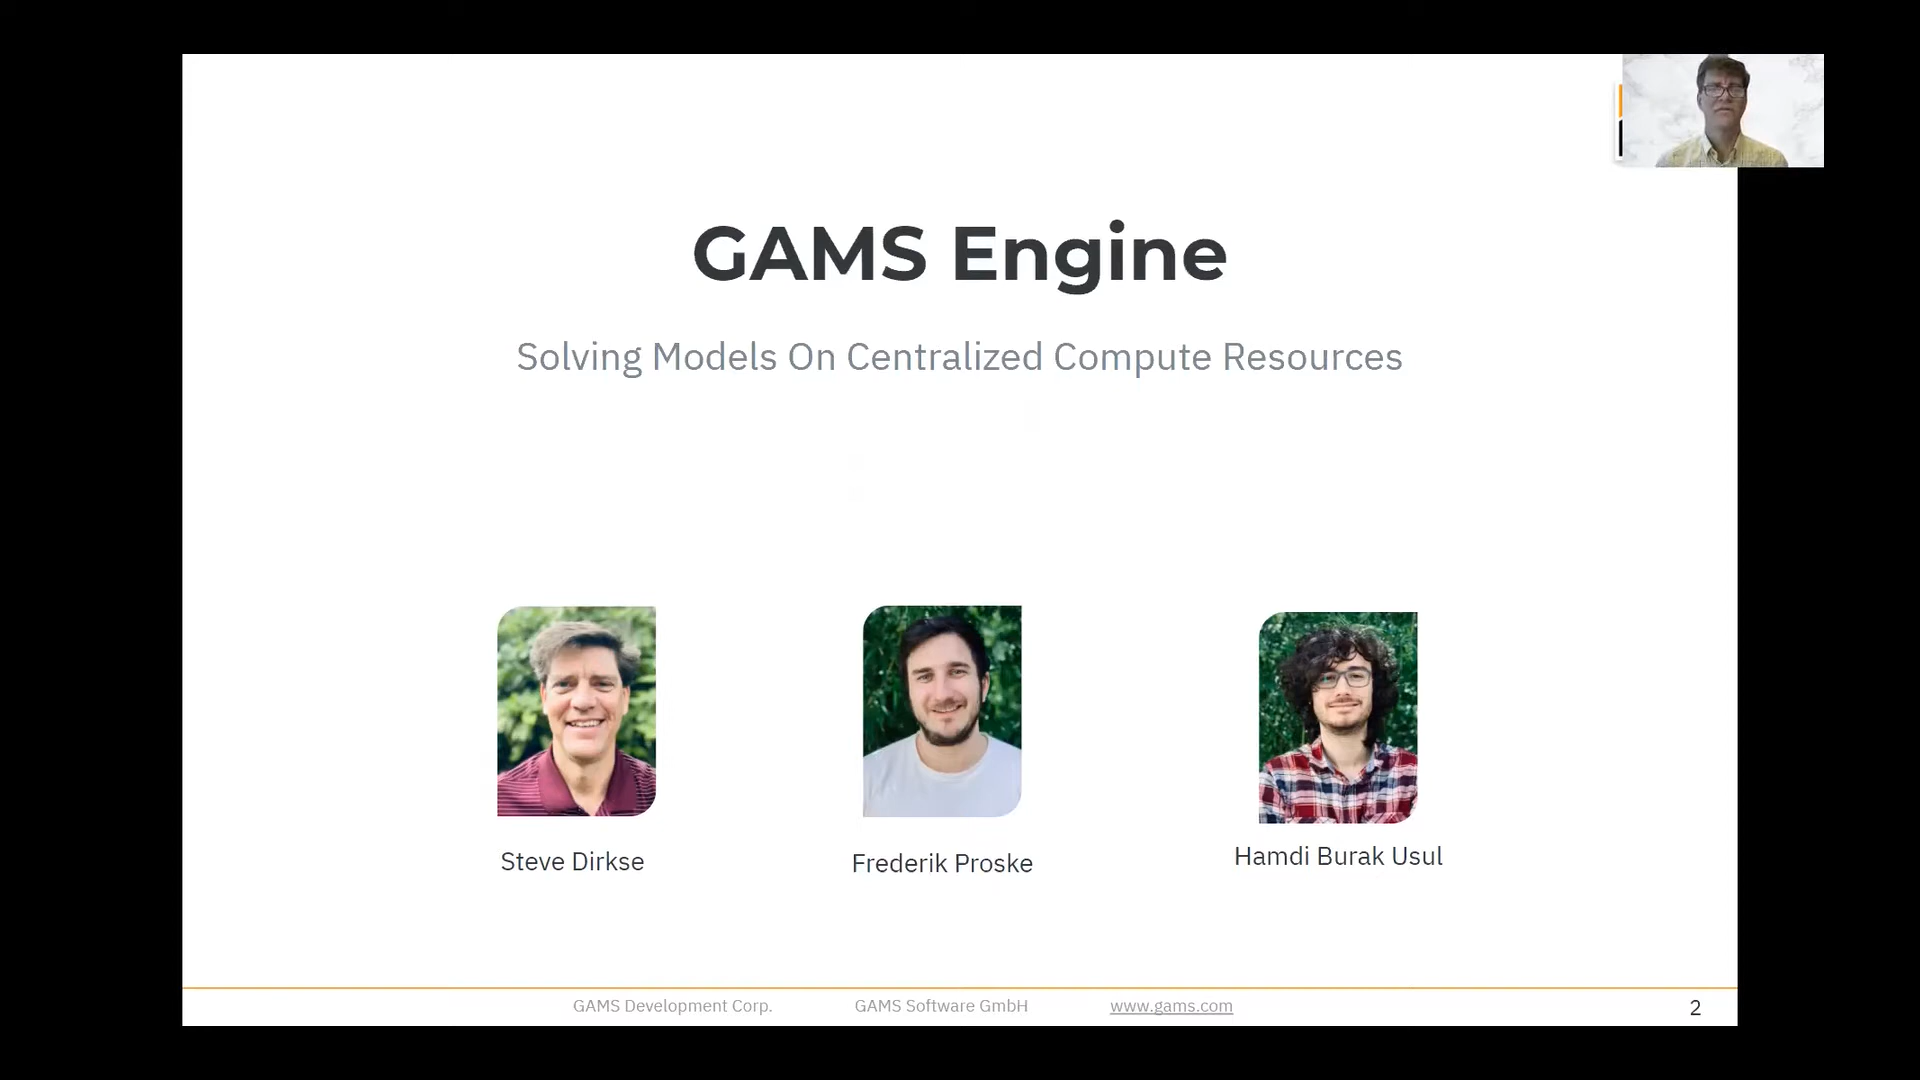 GAMS Engine
Solving Models On Centralized Compute Resources
Steve Dirkse
Frederik Proske
Hamdi Burak Usul
GAMS Development Corp.
GAMS Software GmbH
www.gams.com
2